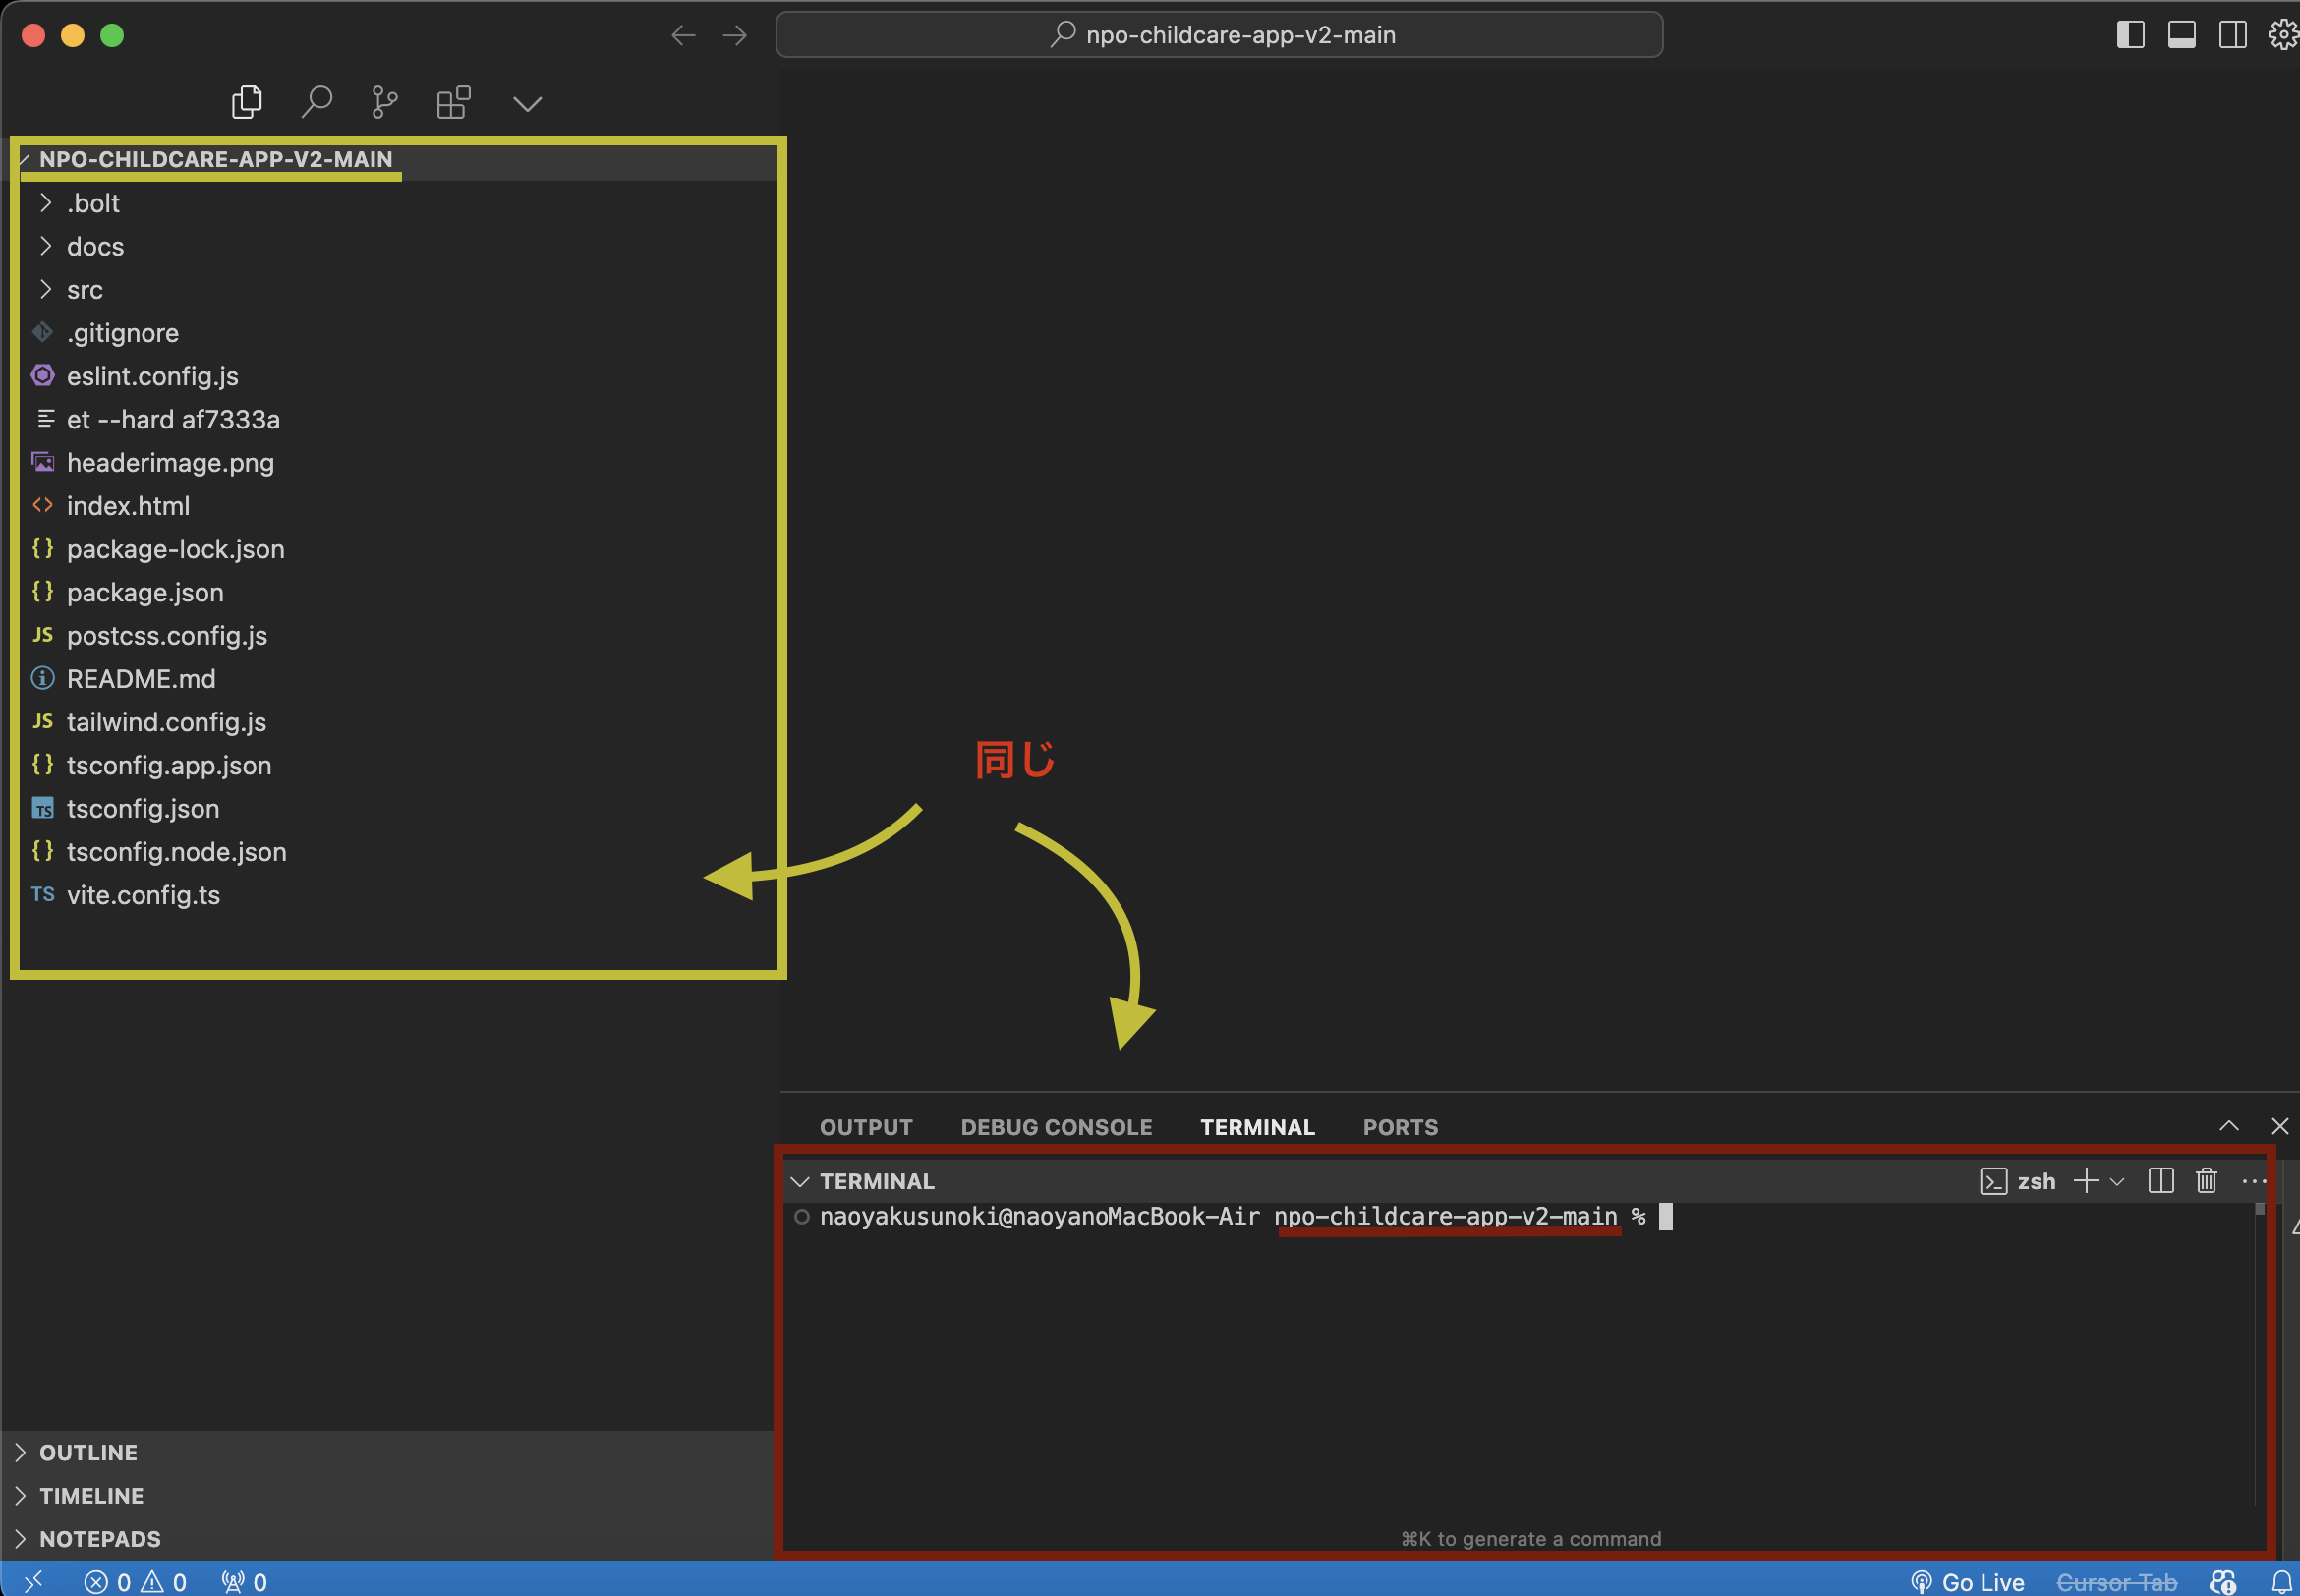 npo-childcare-app-v2-main
NPO-CHILDCARE-APP-V2-MAIN
.bolt
docs
src
.gitignore
eslint.config.js
et --hard af7333a
headerimage.png
index.html
{} package-lock.json
{} package.json
JS postcss.config.js
README.md
JS tailwind.config.js
{} tsconfig.app.json
TS tsconfig.json
{} tsconfig.node.json
TS vite.config.ts
同じ
OUTPUT DEBUG CONSOLE TERMINAL PORTS
TERMINAL zsh
naoyakusunoki@naoyanoMacBook-Air npo-childcare-app-v2-main %
⌘K to generate a command
OUTLINE
TIMELINE
NOTEPADS
0 0 0 Go Live Cursor Tab